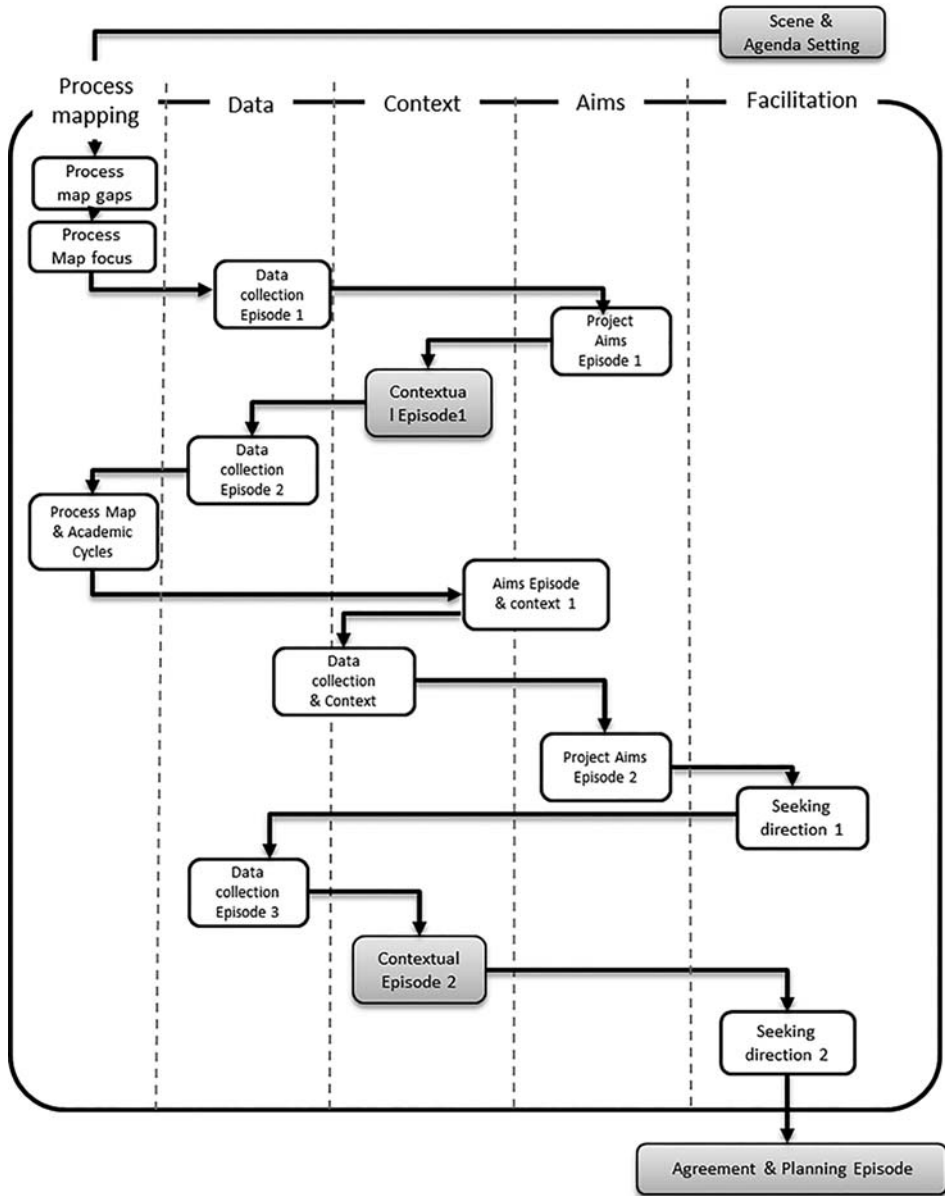 Scene &
Agenda Setting
Process
mapping
Data
Context
Aims
Facilitation
Process
map gaps
Process
Map focus
Data
collection
Episode 1
Project
Aims
Episode 1
Contextua
l Episode1
Data
collection
Episode 2
Process Map
& Academic
Cycles
Aims Episode
& context 1
Data
collection
& Context
Project Aims
Episode 2
Seeking
direction 1
Data
collection
Episode 3
Contextual
Episode 2
Seeking
direction 2
Agreement & Planning Episode